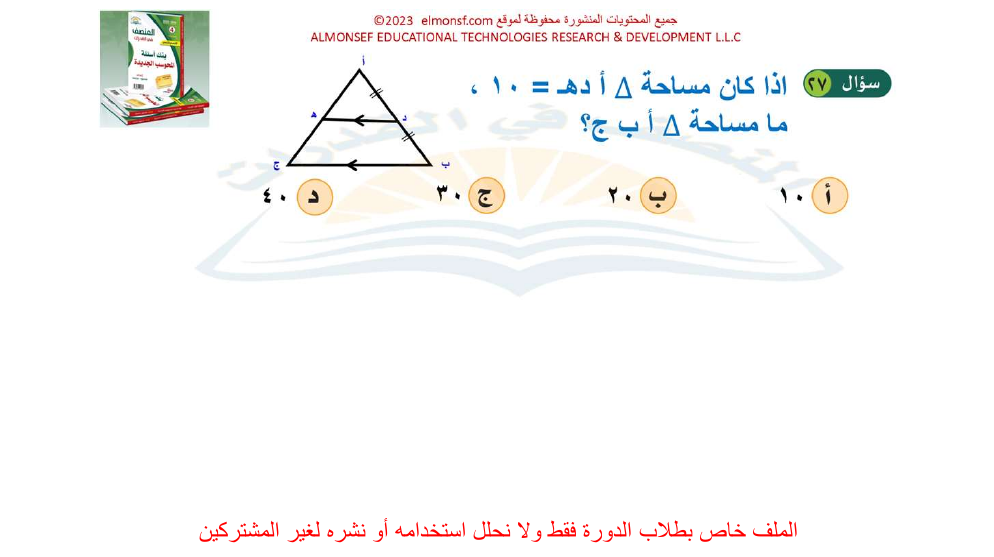 جميع المحتويات المنشورة محفوظة لموقع elmonsf.com 2023©
ALMONSEF EDUCATIONAL TECHNOLOGIES RESEARCH & DEVELOPMENT L.L.C
سؤال ٢٧
اذا كان مساحة Δ أ دهـ = ١٠ ،
ما مساحة Δ أ ب ج؟
أ
د
ه
ب
ج
أ ١٠
ب ٢٠
ج ٣٠
د ٤٠
المنصف
بنك أسئلة
المحوسب الجديدة
الملف خاص بطلاب الدورة فقط ولا نحلل استخدامه أو نشره لغير المشتركين